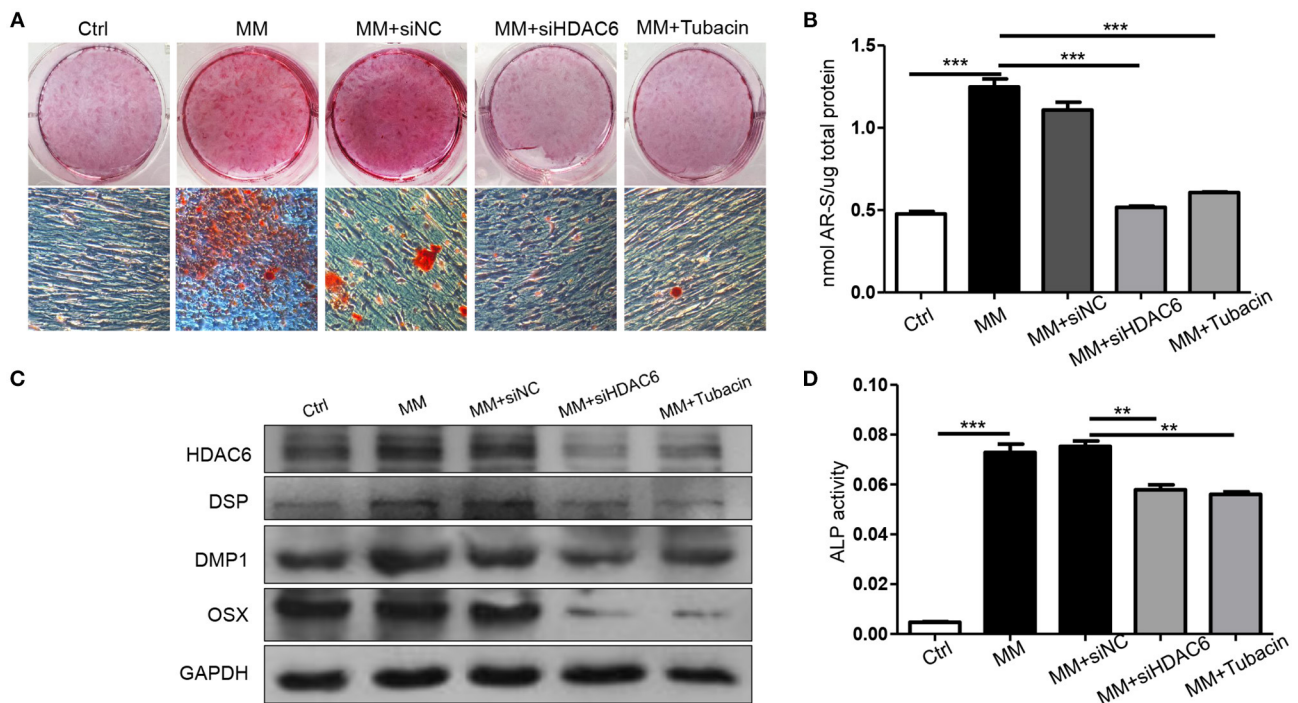 A
Ctrl MM MM+siNC MM+siHDAC6 MM+Tubacin
B
nmol AR-S/ug total protein
1.5
1.0
0.5
0.0
***
***
***
Ctrl MM MM+siNC MM+siHDAC6 MM+Tubacin
C
Ctrl MM MM+siNC MM+siHDAC6 MM+Tubacin
HDAC6
DSP
DMP1
OSX
GAPDH
D
ALP activity
0.10
0.08
0.06
0.04
0.02
0.00
***
**
**
Ctrl MM MM+siNC MM+siHDAC6 MM+Tubacin